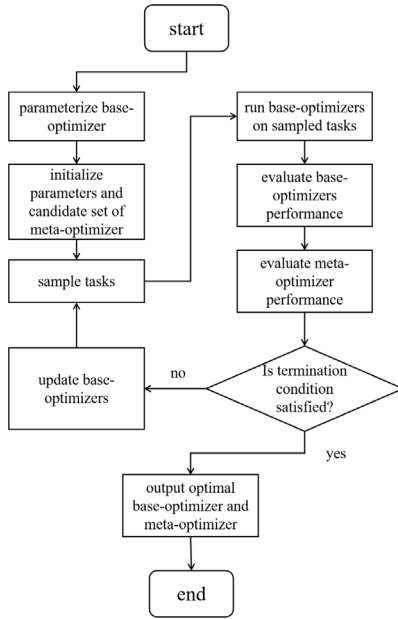 start
parameterize base-
optimizer
initialize
parameters and
candidate set of
meta-optimizer
sample tasks
run base-optimizers
on sampled tasks
evaluate base-
optimizers
performance
evaluate meta-
optimizer
performance
Is termination
condition
satisfied?
no
update base-
optimizers
yes
output optimal
base-optimizer and
meta-optimizer
end